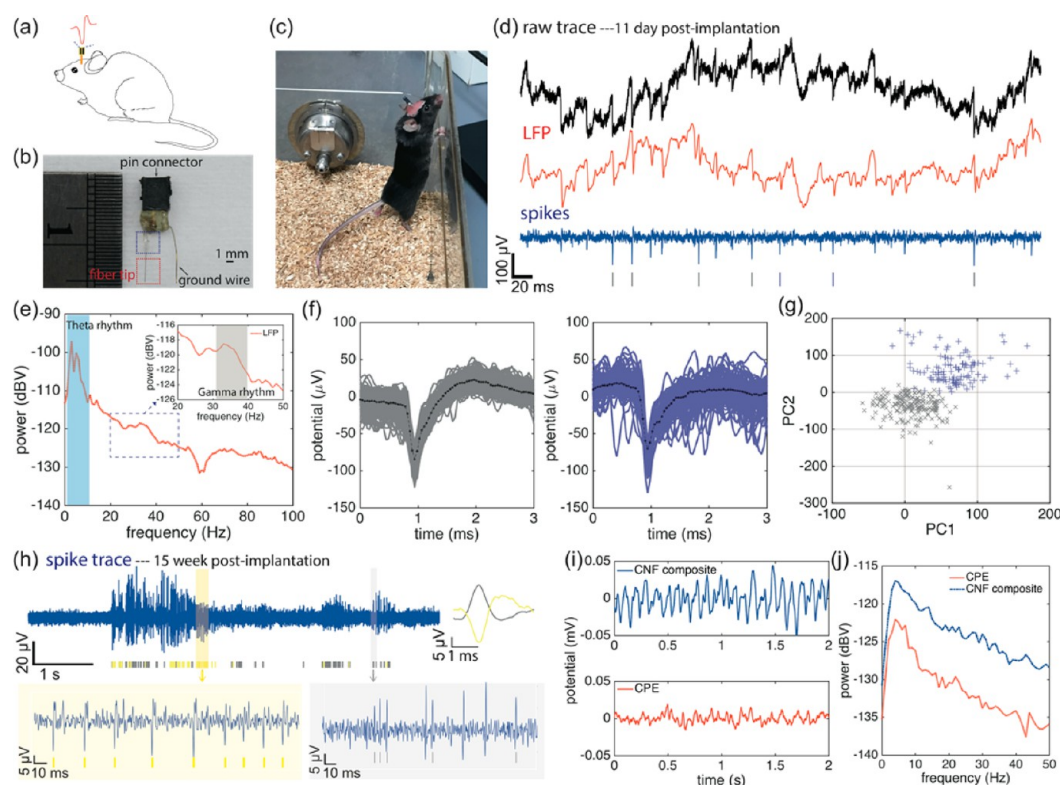 (a)
(b)
pin connector
1 mm
fiber tip
ground wire
(c)
(d) raw trace ---11 day post-implantation
LFP
spikes
100 µV
20 ms
(e)
-90
-100
-110
-120
-130
-140
power (dBV)
Theta rhythm
0 20 40 60 80 100
frequency (Hz)
-116
-118
-120
-122
-124
-126
power (dBV)
LFP
Gamma rhythm
20 30 40 50
frequency (Hz)
(f)
100
50
0
-50
-100
-150
potential (µV)
0 1 2 3
time (ms)
100
50
0
-50
-100
-150
potential (µV)
0 1 2 3
time (ms)
(g)
200
100
0
-100
-200
-300
PC2
-100 0 100 200
PC1
(h) spike trace --- 15 week post-implantation
20 µV
1 s
5 µV
1 ms
5 µV
10 ms
5 µV
10 ms
(i)
0.05
0
-0.05
CNF composite
0 0.5 1 1.5 2
potential (mV)
0.05
0
-0.05
CPE
0 0.5 1 1.5 2
time (s)
(j)
-115
-120
-125
-130
-135
-140
power (dBV)
CPE
CNF composite
0 10 20 30 40 50
frequency (Hz)